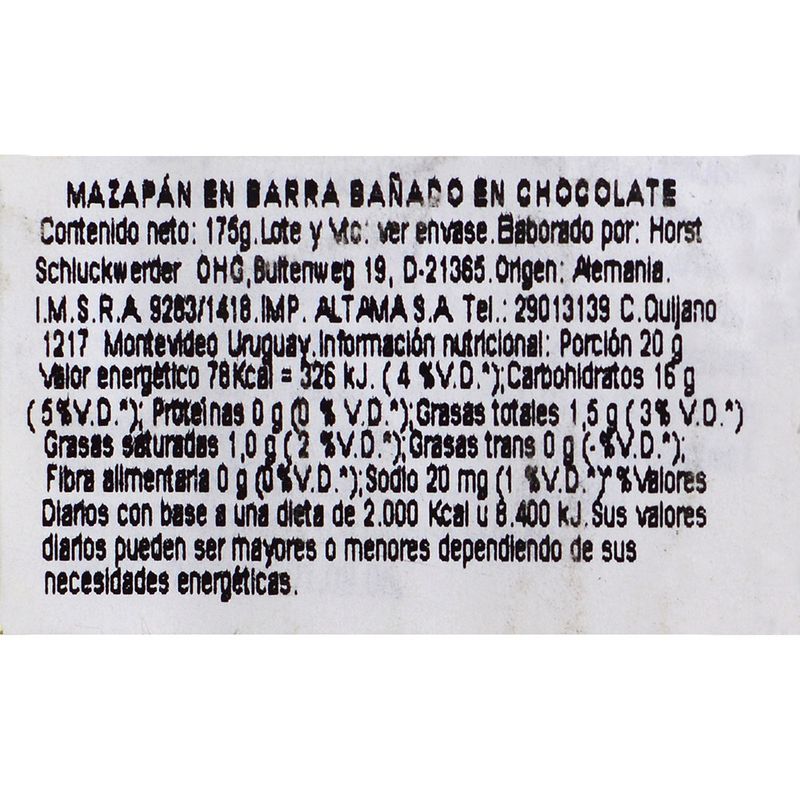 MAZAPÁN EN BARRA BAÑADO EN CHOCOLATE
Contenido neto: 175g.Lote y Vto: ver envase.Elaborado por: Horst
Schluckwerder OHG,Buitenweg 19, D-21365.Origen: Alemania.
I.M.S.R.A 9263/1418.IMP. ALTAMA S.A Tel.: 29013139 C.Quijano
1217 Montevideo Uruguay.Información nutricional: Porción 20 g
Valor energético 78Kcal = 326 kJ. ( 4 %V.D.*);Carbohidratos 16 g
( 5%V.D.*); Proteinas 0 g (0 % V.D.*);Grasas totales 1,5 g ( 3% V.D.*)
Grasas saturadas 1,0 g ( 2 %V.D.*);Grasas trans 0 g (-%V.D.*);
Fibra alimentaria 0 g (0%V.D.*);Sodio 20 mg (1 %V.D.*)* %Valores
Diarios con base a una dieta de 2.000 Kcal u 8.400 kJ.Sus valores
diarios pueden ser mayores o menores dependiendo de sus
necesidades energéticas.